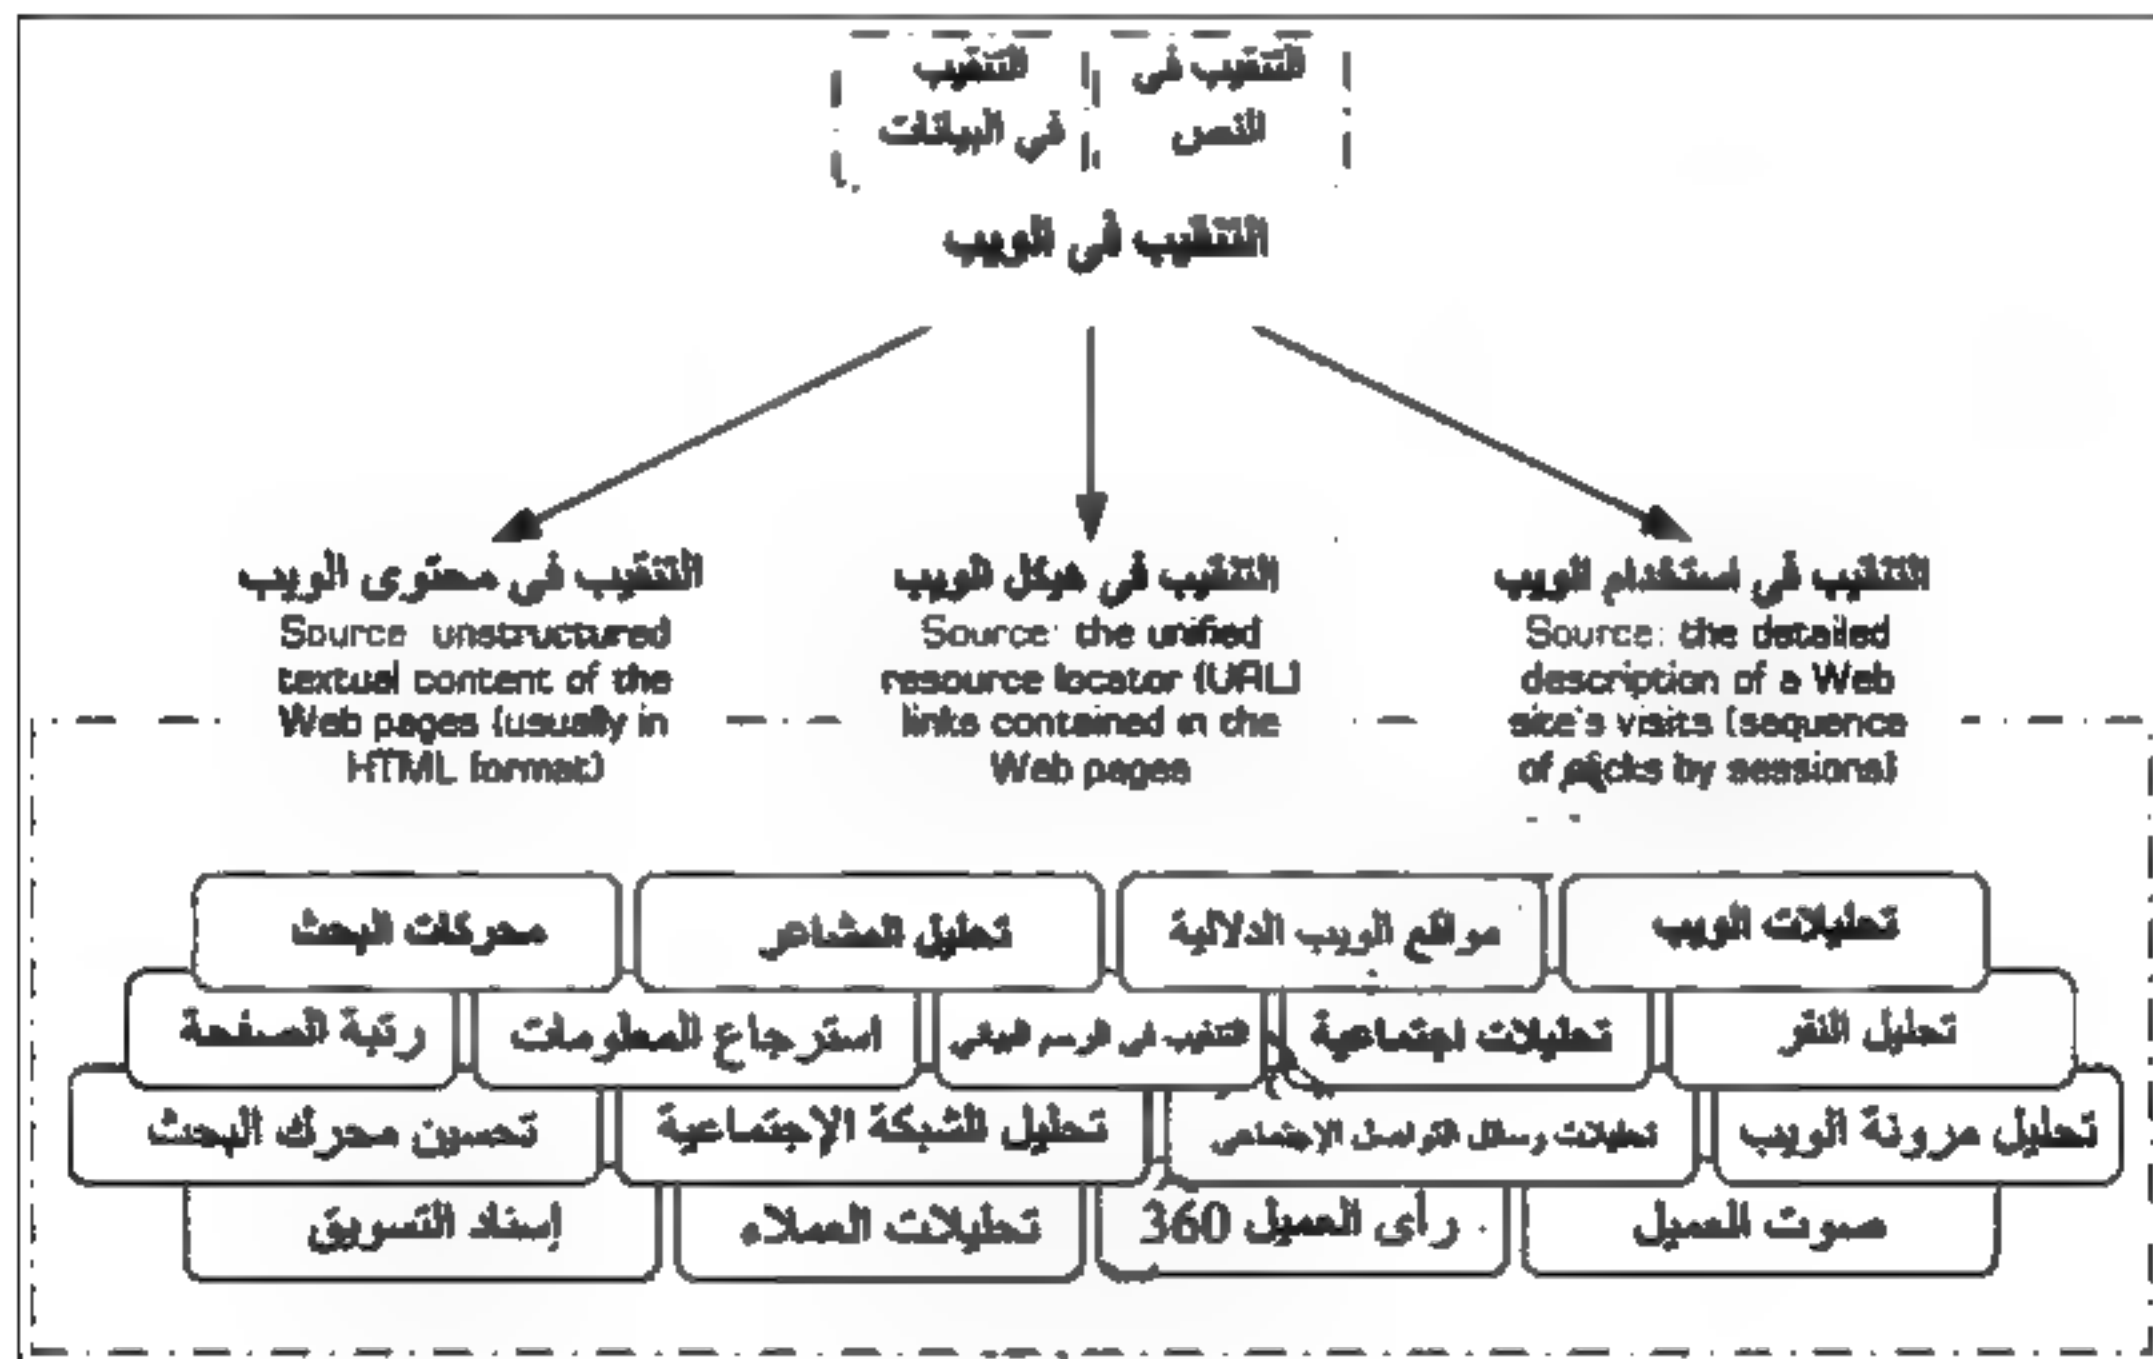 التنقيب في
النص
التنقيب
في البيانات
التنقيب في الويب
التنقيب في استخدام الويب
Source: the detailed
description of a Web
site's visits (sequence
of clicks by sessions)
التنقيب في هيكل الويب
Source: the unified
resource locator (URL)
links contained in the
Web pages
التنقيب في محتوى الويب
Source: unstructured
textual content of the
Web pages (usually in
HTML format)
تحليلات الويب
مواقع الويب الدلالية
تحليل المشاعر
محركات البحث
تحليل النقر
تحليلات اجتماعية
التنقيب في الرسم البياني
استرجاع المعلومات
رتبة الصفحة
تحليل مرونة الويب
تحليلات وسائل التواصل الإجتماعى
تحليل الشبكة الإجتماعية
تحسين محرك البحث
صوت العميل
رأى العميل 360
تحليلات العملاء
إسناد التسويق